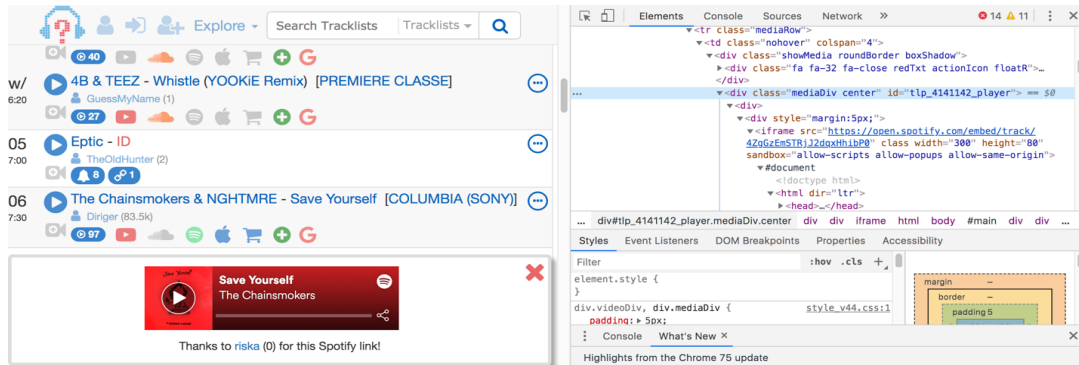 Explore
Search Tracklists
Tracklists
40
w/
4B & TEEZ - Whistle (YOOKiE Remix) [PREMIERE CLASSE]
6:20
GuessMyName (1)
27
05
Eptic - ID
7:00
TheOldHunter (2)
8
1
06
The Chainsmokers & NGHTMRE - Save Yourself [COLUMBIA (SONY)]
7:30
Diriger (83.5k)
97
Save Yourself
The Chainsmokers
Thanks to riska (0) for this Spotify link!
Elements Console Sources Network » 14 11
▼<tr class="mediaRow">
▼<td class="nohover" colspan="4">
▼<div class="showMedia roundBorder boxShadow">
▶<div class="fa fa-32 fa-close redTxt actionIcon floatR">…
</div>
… ▼<div class="mediaDiv center" id="tlp_4141142_player"> == $0
▼<div>
▼<div style="margin:5px;">
▼<iframe src="https://open.spotify.com/embed/track/
4ZgGzEmSTRjJ2dqxHhibP0" class width="300" height="80"
sandbox="allow-scripts allow-popups allow-same-origin">
▼#document
<!doctype html>
▼<html dir="ltr">
▶<head>…</head>
... div#tlp_4141142_player.mediaDiv.center div div iframe html body #main div div ...
Styles Event Listeners DOM Breakpoints Properties Accessibility
Filter :hov .cls +
element.style {
}
div.videoDiv, div.mediaDiv { style_v44.css:1
padding: ▶ 5px;
margin –
border –
padding 5
Console What's New ×
Highlights from the Chrome 75 update